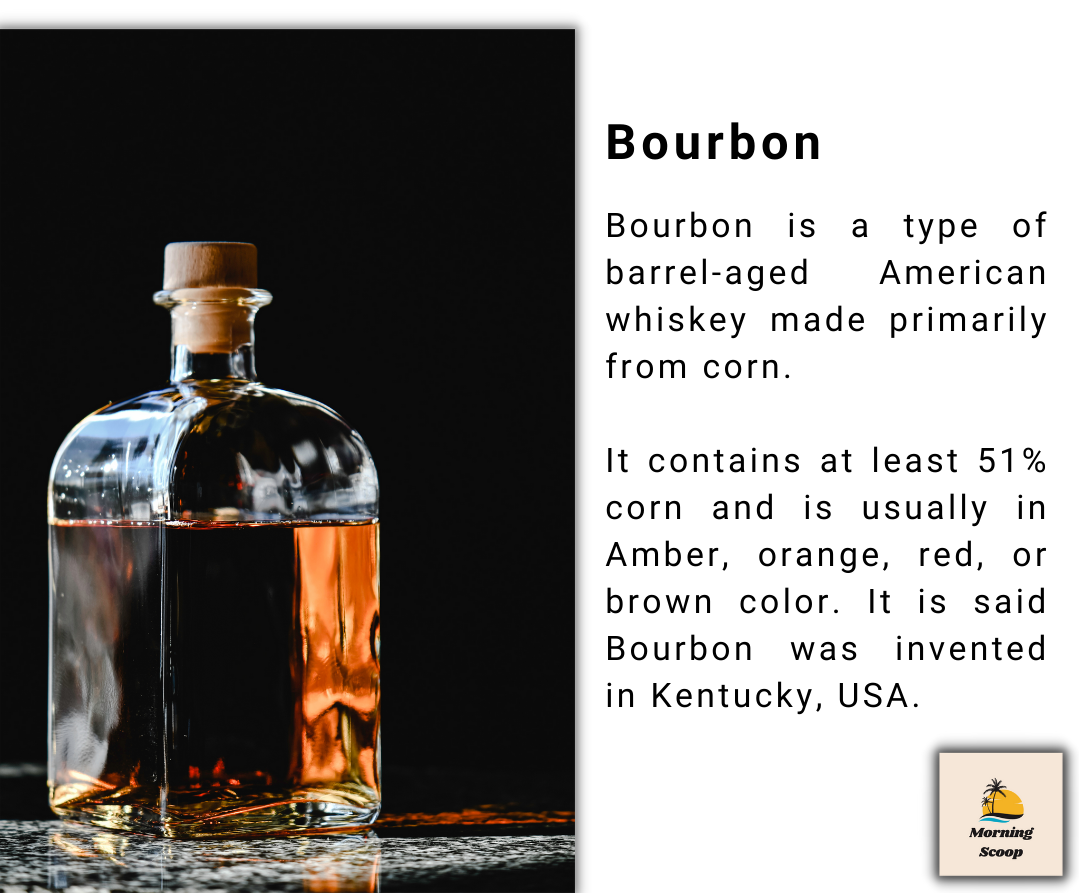 Bourbon
Bourbon is a type of
barrel-aged American
whiskey made primarily
from corn.
It contains at least 51%
corn and is usually in
Amber, orange, red, or
brown color. It is said
Bourbon was invented
in Kentucky, USA.
Morning
Scoop